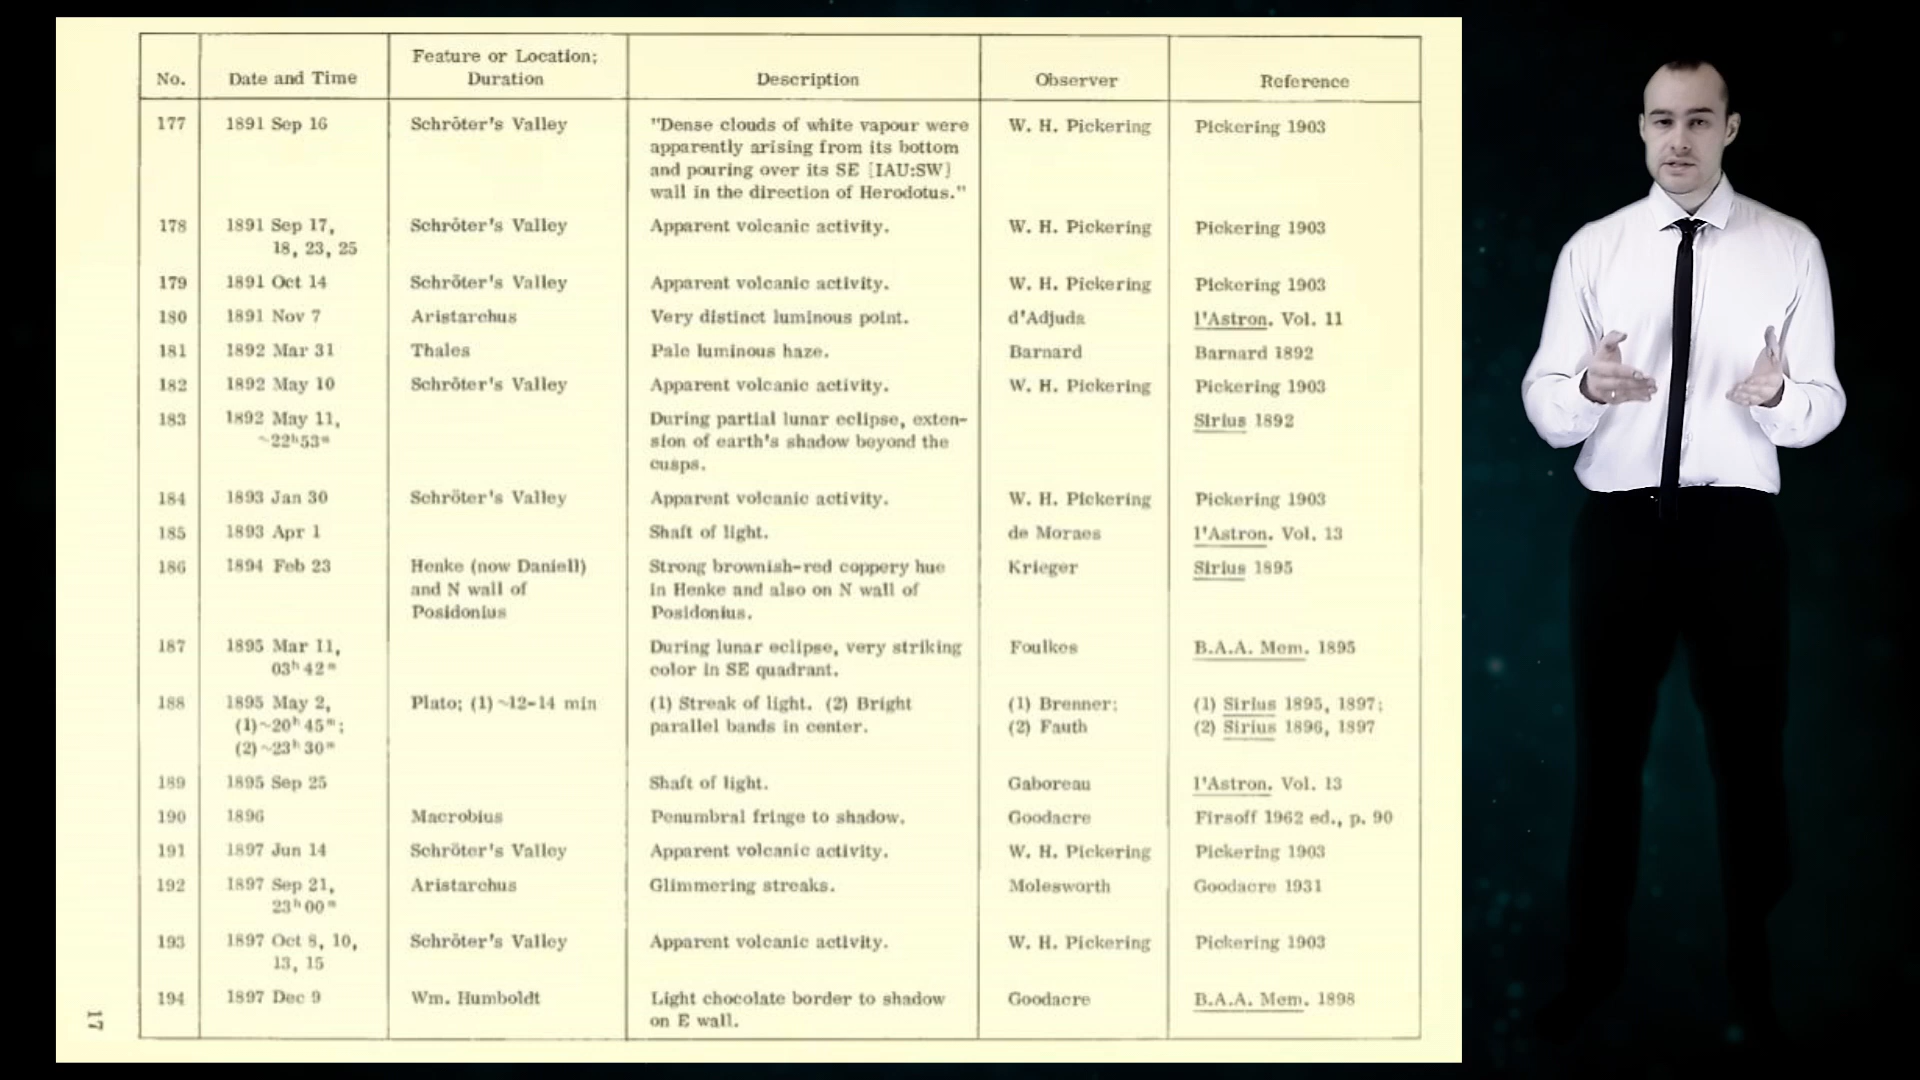 No. Date and Time Feature or Location; Duration Description Observer Reference
177 1891 Sep 16 Schröter's Valley "Dense clouds of white vapour were W. H. Pickering Pickering 1903
apparently arising from its bottom
and pouring over its SE [IAU:SW]
wall in the direction of Herodotus."
178 1891 Sep 17, Schröter's Valley Apparent volcanic activity. W. H. Pickering Pickering 1903
18, 23, 25
179 1891 Oct 14 Schröter's Valley Apparent volcanic activity. W. H. Pickering Pickering 1903
180 1891 Nov 7 Aristarchus Very distinct luminous point. d'Adjuda l'Astron. Vol. 11
181 1892 Mar 31 Thales Pale luminous haze. Barnard Barnard 1892
182 1892 May 10 Schröter's Valley Apparent volcanic activity. W. H. Pickering Pickering 1903
183 1892 May 11, During partial lunar eclipse, exten- Sirius 1892
~22ʰ53ᵐ sion of earth's shadow beyond the
cusps.
184 1893 Jan 30 Schröter's Valley Apparent volcanic activity. W. H. Pickering Pickering 1903
185 1893 Apr 1 Shaft of light. de Moraes l'Astron. Vol. 13
186 1894 Feb 23 Henke (now Daniell) Strong brownish-red coppery hue Krieger Sirius 1895
and N wall of in Henke and also on N wall of
Posidonius Posidonius.
187 1895 Mar 11, During lunar eclipse, very striking Foulkes B.A.A. Mem. 1895
03ʰ42ᵐ color in SE quadrant.
188 1895 May 2, Plato; (1) ~12-14 min (1) Streak of light. (2) Bright (1) Brenner; (1) Sirius 1895, 1897;
(1)~20ʰ45ᵐ; parallel bands in center. (2) Fauth (2) Sirius 1896, 1897
(2)~23ʰ30ᵐ
189 1895 Sep 25 Shaft of light. Gaboreau l'Astron. Vol. 13
190 1896 Macrobius Penumbral fringe to shadow. Goodacre Firsoff 1962 ed., p. 90
191 1897 Jun 14 Schröter's Valley Apparent volcanic activity. W. H. Pickering Pickering 1903
192 1897 Sep 21, Aristarchus Glimmering streaks. Molesworth Goodacre 1931
23ʰ00ᵐ
193 1897 Oct 8, 10, Schröter's Valley Apparent volcanic activity. W. H. Pickering Pickering 1903
13, 15
194 1897 Dec 9 Wm. Humboldt Light chocolate border to shadow Goodacre B.A.A. Mem. 1898
on E wall.
17